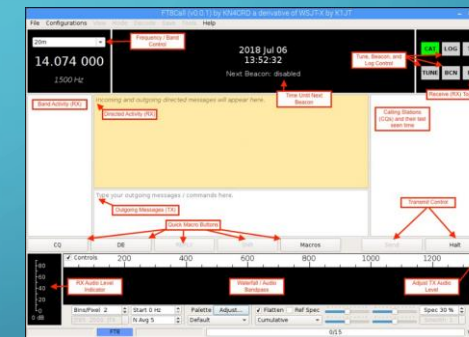 FT8Call (v0.0.1) by KN4CRD a derivative of WSJT-X by K1JT
File Configurations View Mode Decode Save Tools Help
20m
Frequency / Band
Control
14.074 000
1500 Hz
2018 Jul 06
13:52:32
Next Beacon: disabled
Time Until Next
Beacon
CAT LOG
Tune, Beacon, and
Log Control
TUNE BCN
Receive (RX)
Band Activity (RX)
Incoming and outgoing directed messages will appear here.
Directed Activity (RX)
Calling Stations
(CQs) and their last
seen time
Type your outgoing messages / commands here.
Outgoing Messages (TX)
Quick Macro Buttons
Transmit Control
CQ DE Macros Send Halt
Controls 200 400 600 800 1000 1200
80
60
40
20
0 dB
RX Audio Level
Indicator
Waterfall / Audio
Bandpass
Adjust TX Audio
Level
Bins/Pixel 2 Start 0 Hz Palette Adjust... Flatten Ref Spec Spec 30 %
N Avg 5 Default Cumulative
FT8 0/15